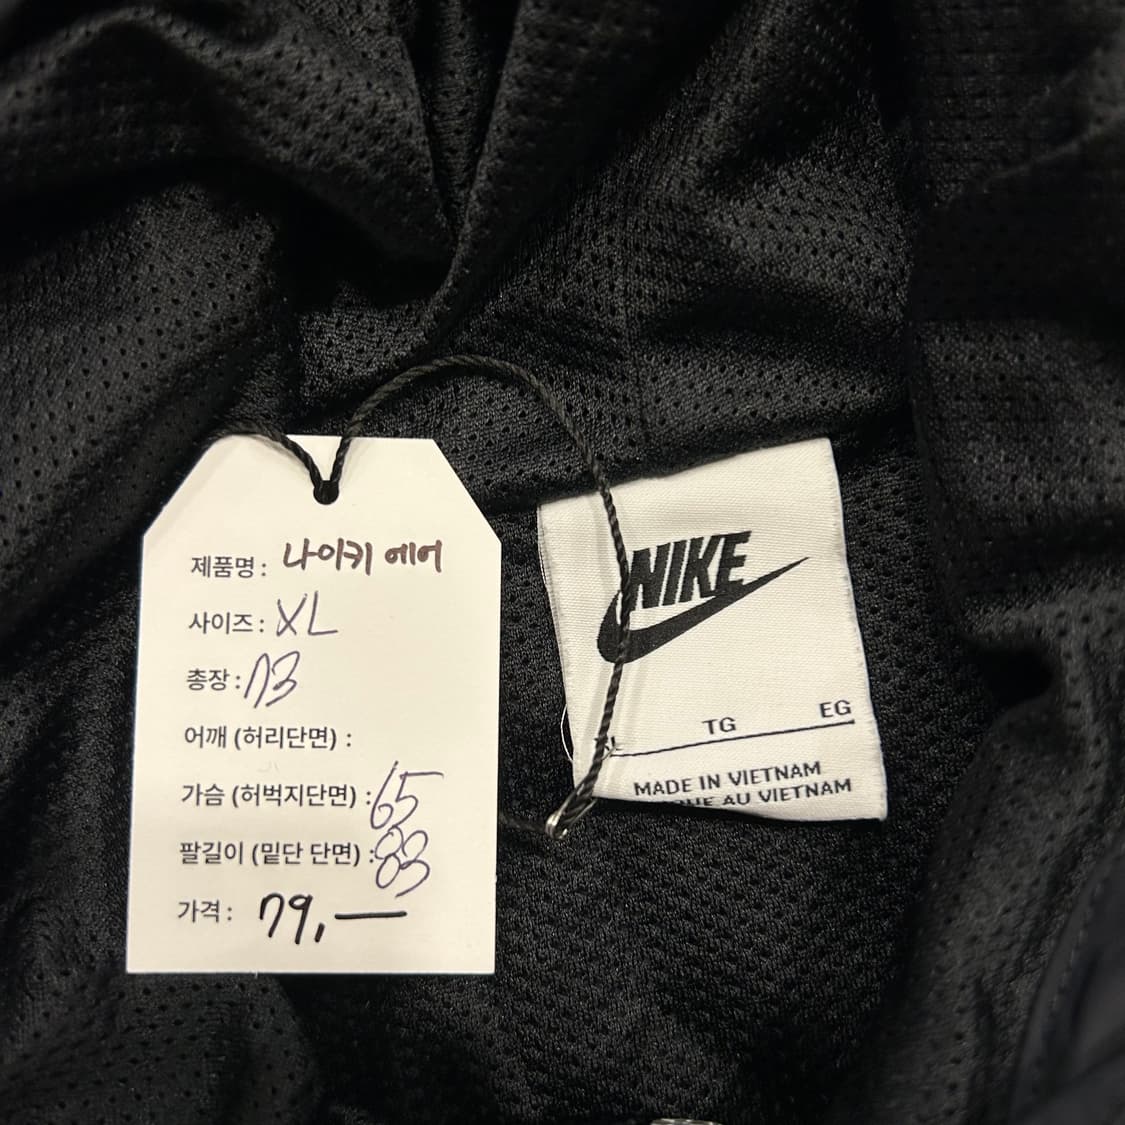 제품명: 나이키 에어
사이즈: XL
총장: 73
어깨 (허리단면) :
가슴 (허벅지단면) : 65
팔길이 (밑단 단면) : 83
가격: 79,—
NIKE
TG EG
MADE IN VIETNAM
AU VIETNAM